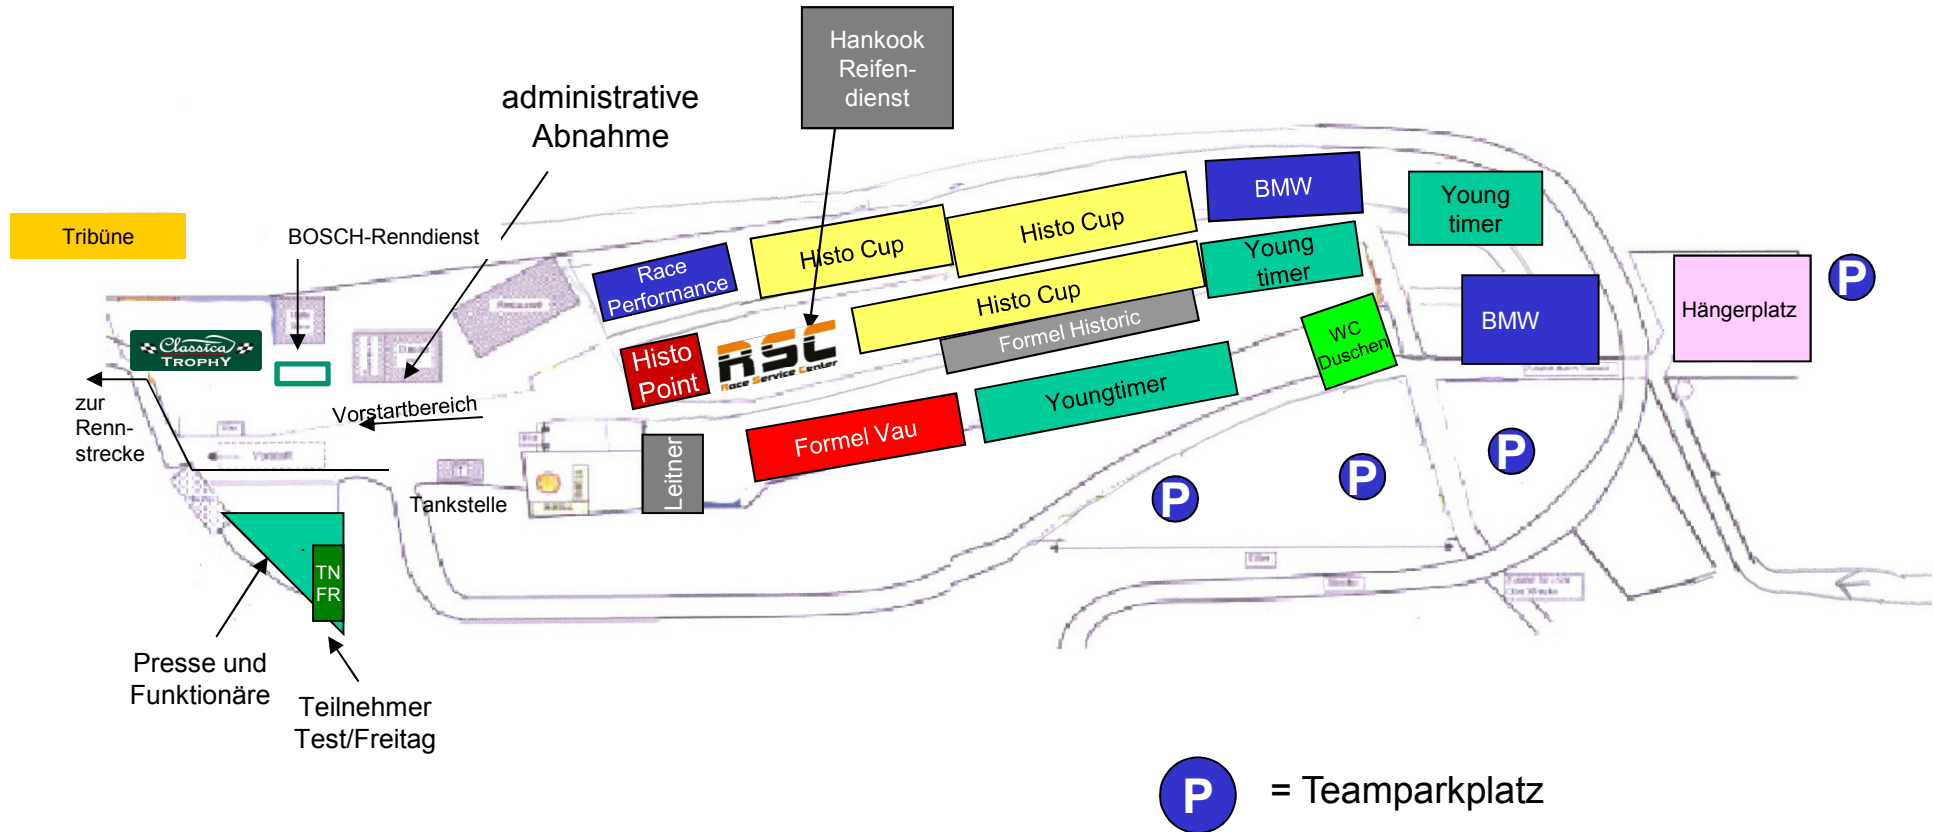 Hankook
Reifen-
dienst
administrative
Abnahme
Tribüne
BOSCH-Renndienst
Race
Performance
Histo Cup
Histo Cup
BMW
Young
timer
Histo Cup
Young
timer
Formel Historic
WC
Duschen
BMW
Hängerplatz
P
Classica
TROPHY
Histo
Point
RSC
Race Service Center
zur
Renn-
strecke
Vorstartbereich
Vorstart
Formel Vau
Youngtimer
Leitner
Tankstelle
P
P
P
TN
FR
Presse und
Funktionäre
Teilnehmer
Test/Freitag
P = Teamparkplatz